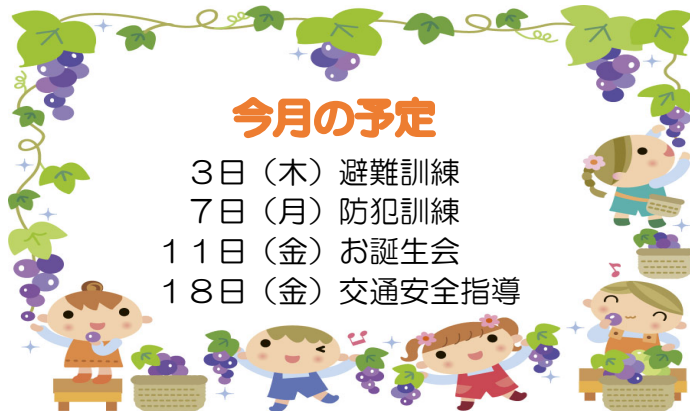 今月の予定
３日（木）避難訓練
７日（月）防犯訓練
１１日（金）お誕生会
１８日（金）交通安全指導